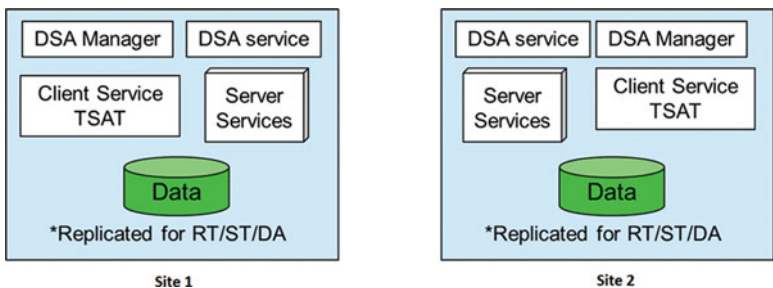 DSA Manager
DSA service
Client Service
TSAT
Server
Services
Data
*Replicated for RT/ST/DA
Site 1
DSA service
DSA Manager
Server
Services
Client Service
TSAT
Data
*Replicated for RT/ST/DA
Site 2